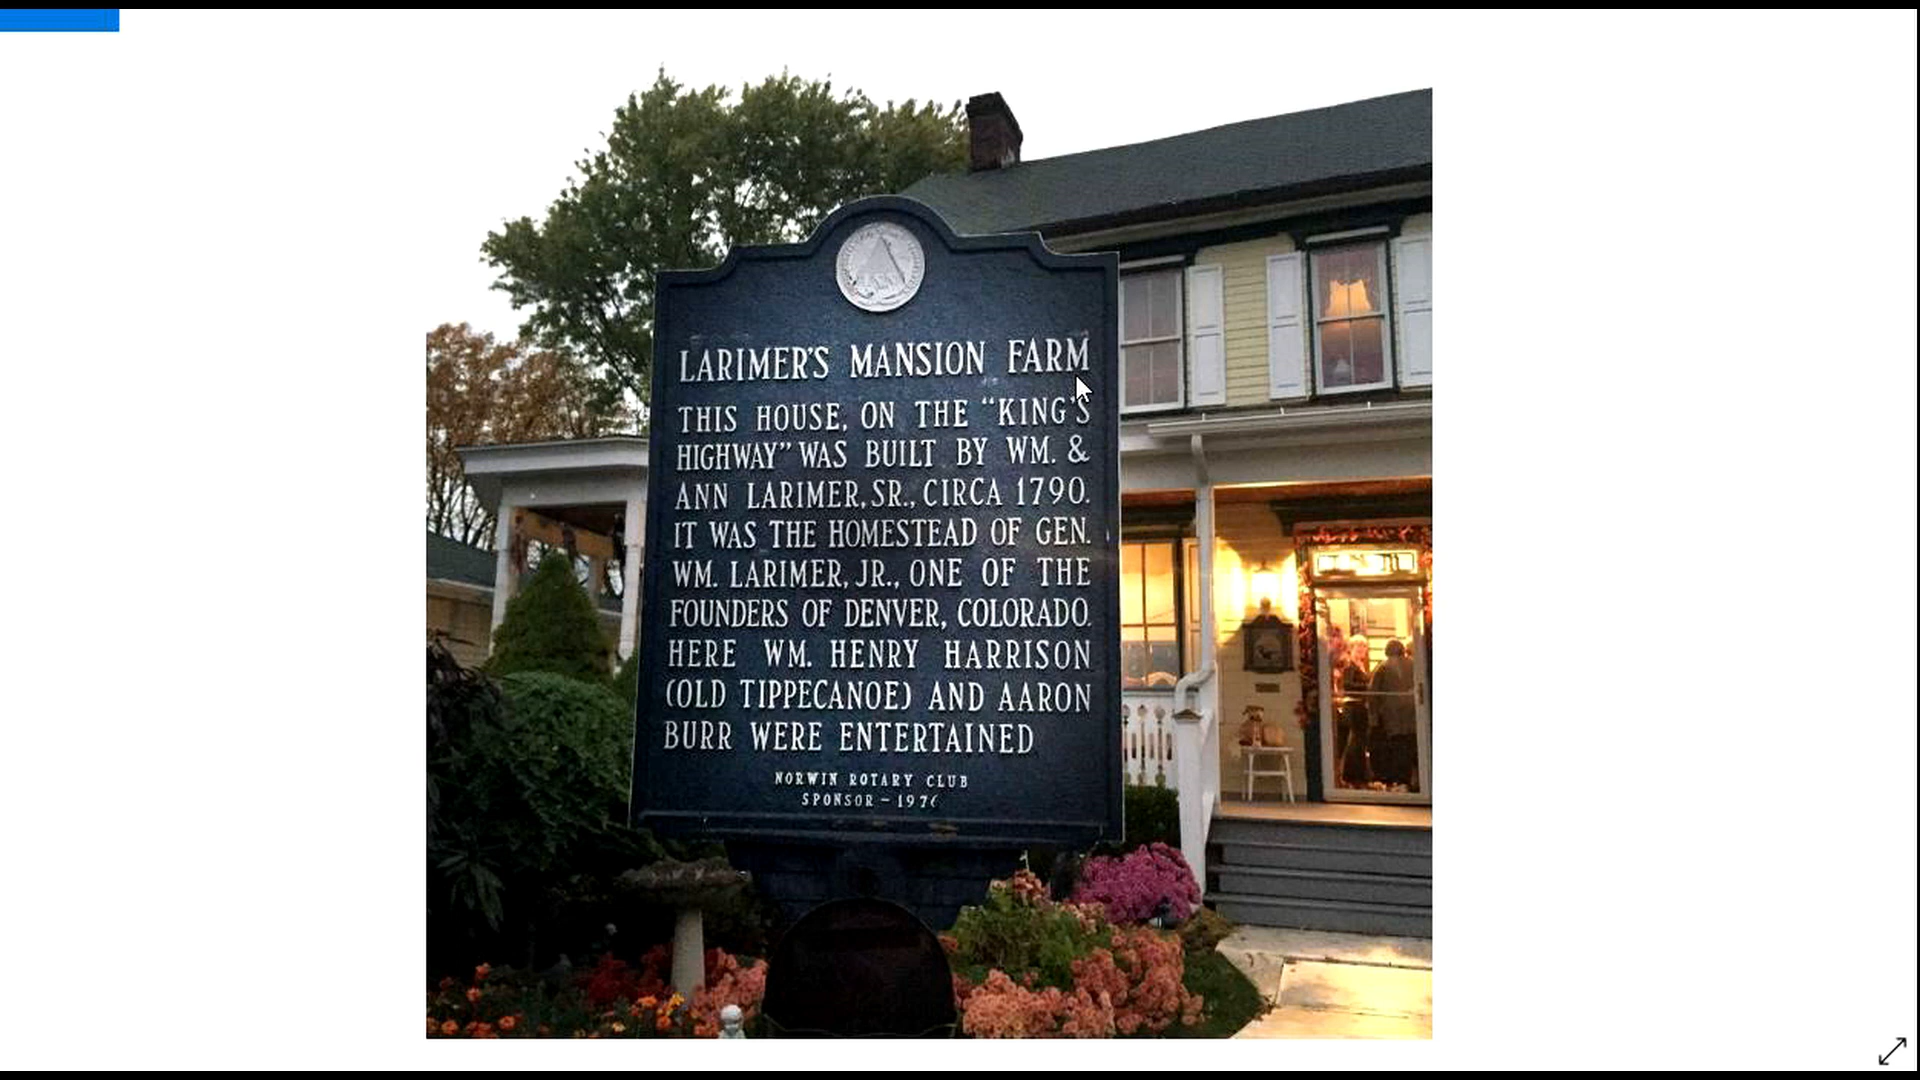 LARIMER'S MANSION FARM
THIS HOUSE, ON THE "KING'S
HIGHWAY" WAS BUILT BY WM. &
ANN LARIMER, SR., CIRCA 1790.
IT WAS THE HOMESTEAD OF GEN.
WM. LARIMER, JR., ONE OF THE
FOUNDERS OF DENVER, COLORADO.
HERE WM. HENRY HARRISON
(OLD TIPPECANOE) AND AARON
BURR WERE ENTERTAINED
NORWIN ROTARY CLUB
SPONSOR – 1976